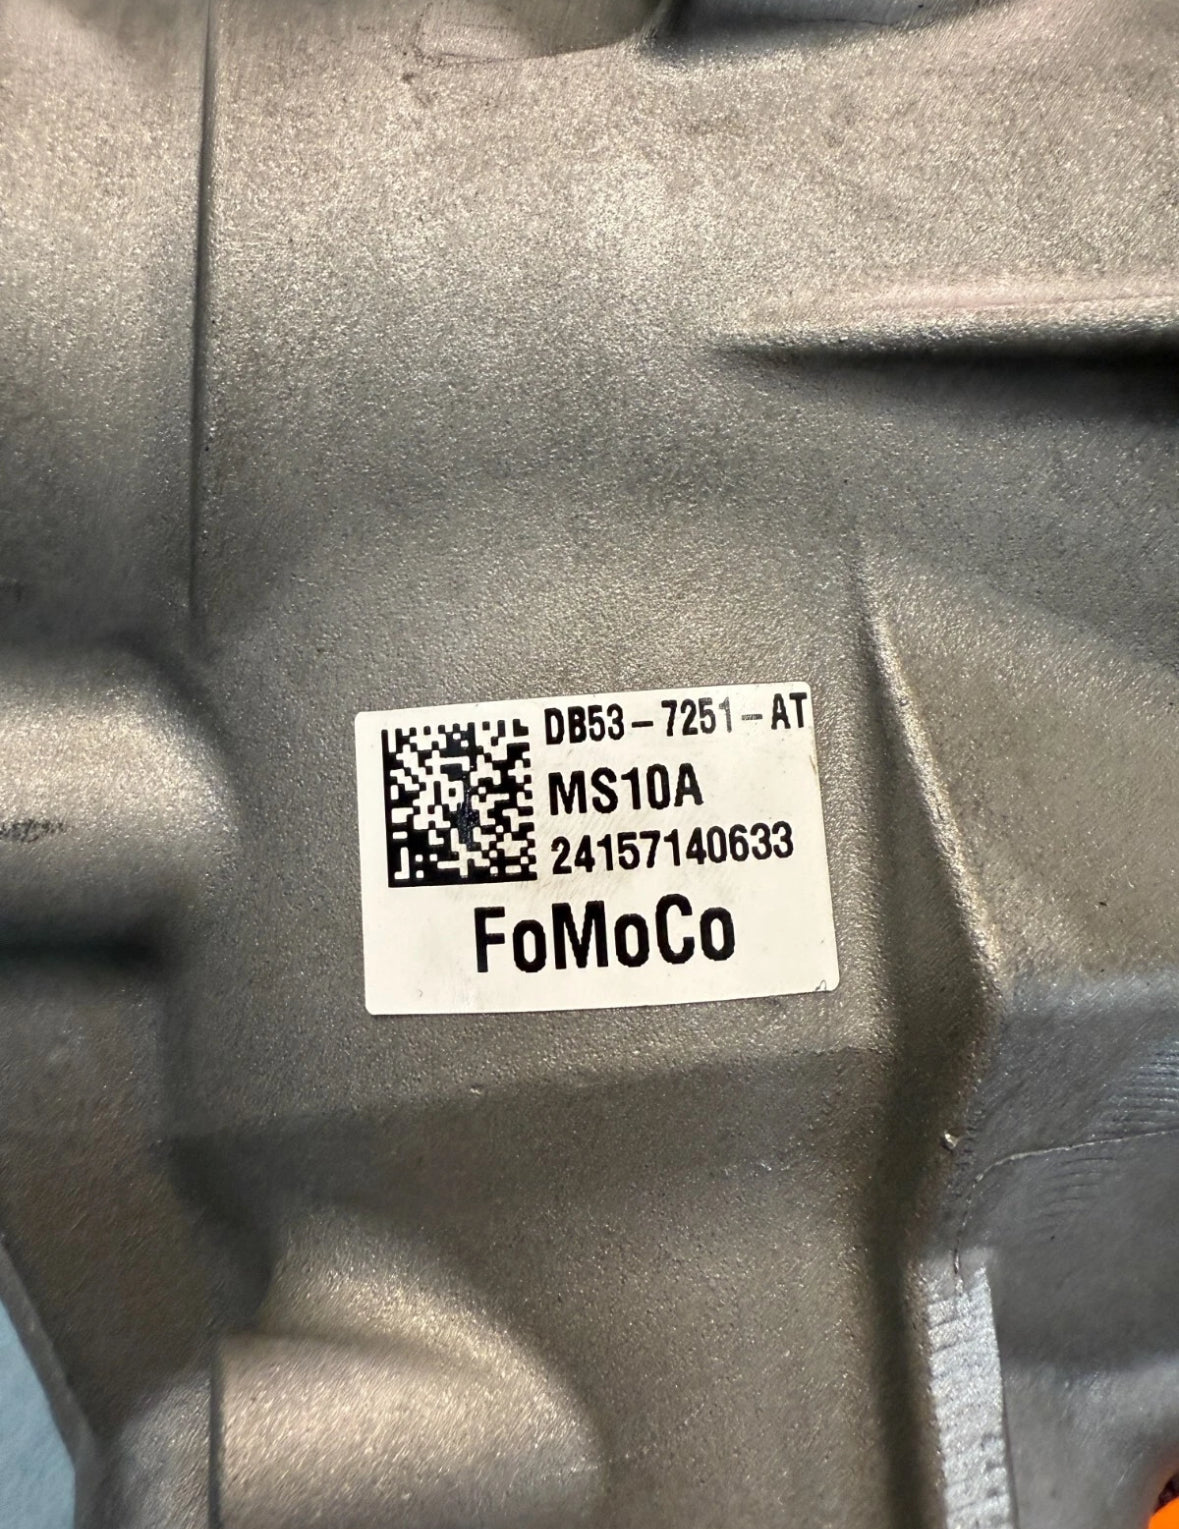 DB53-7251-AT
MS10A
24157140633
FoMoCo